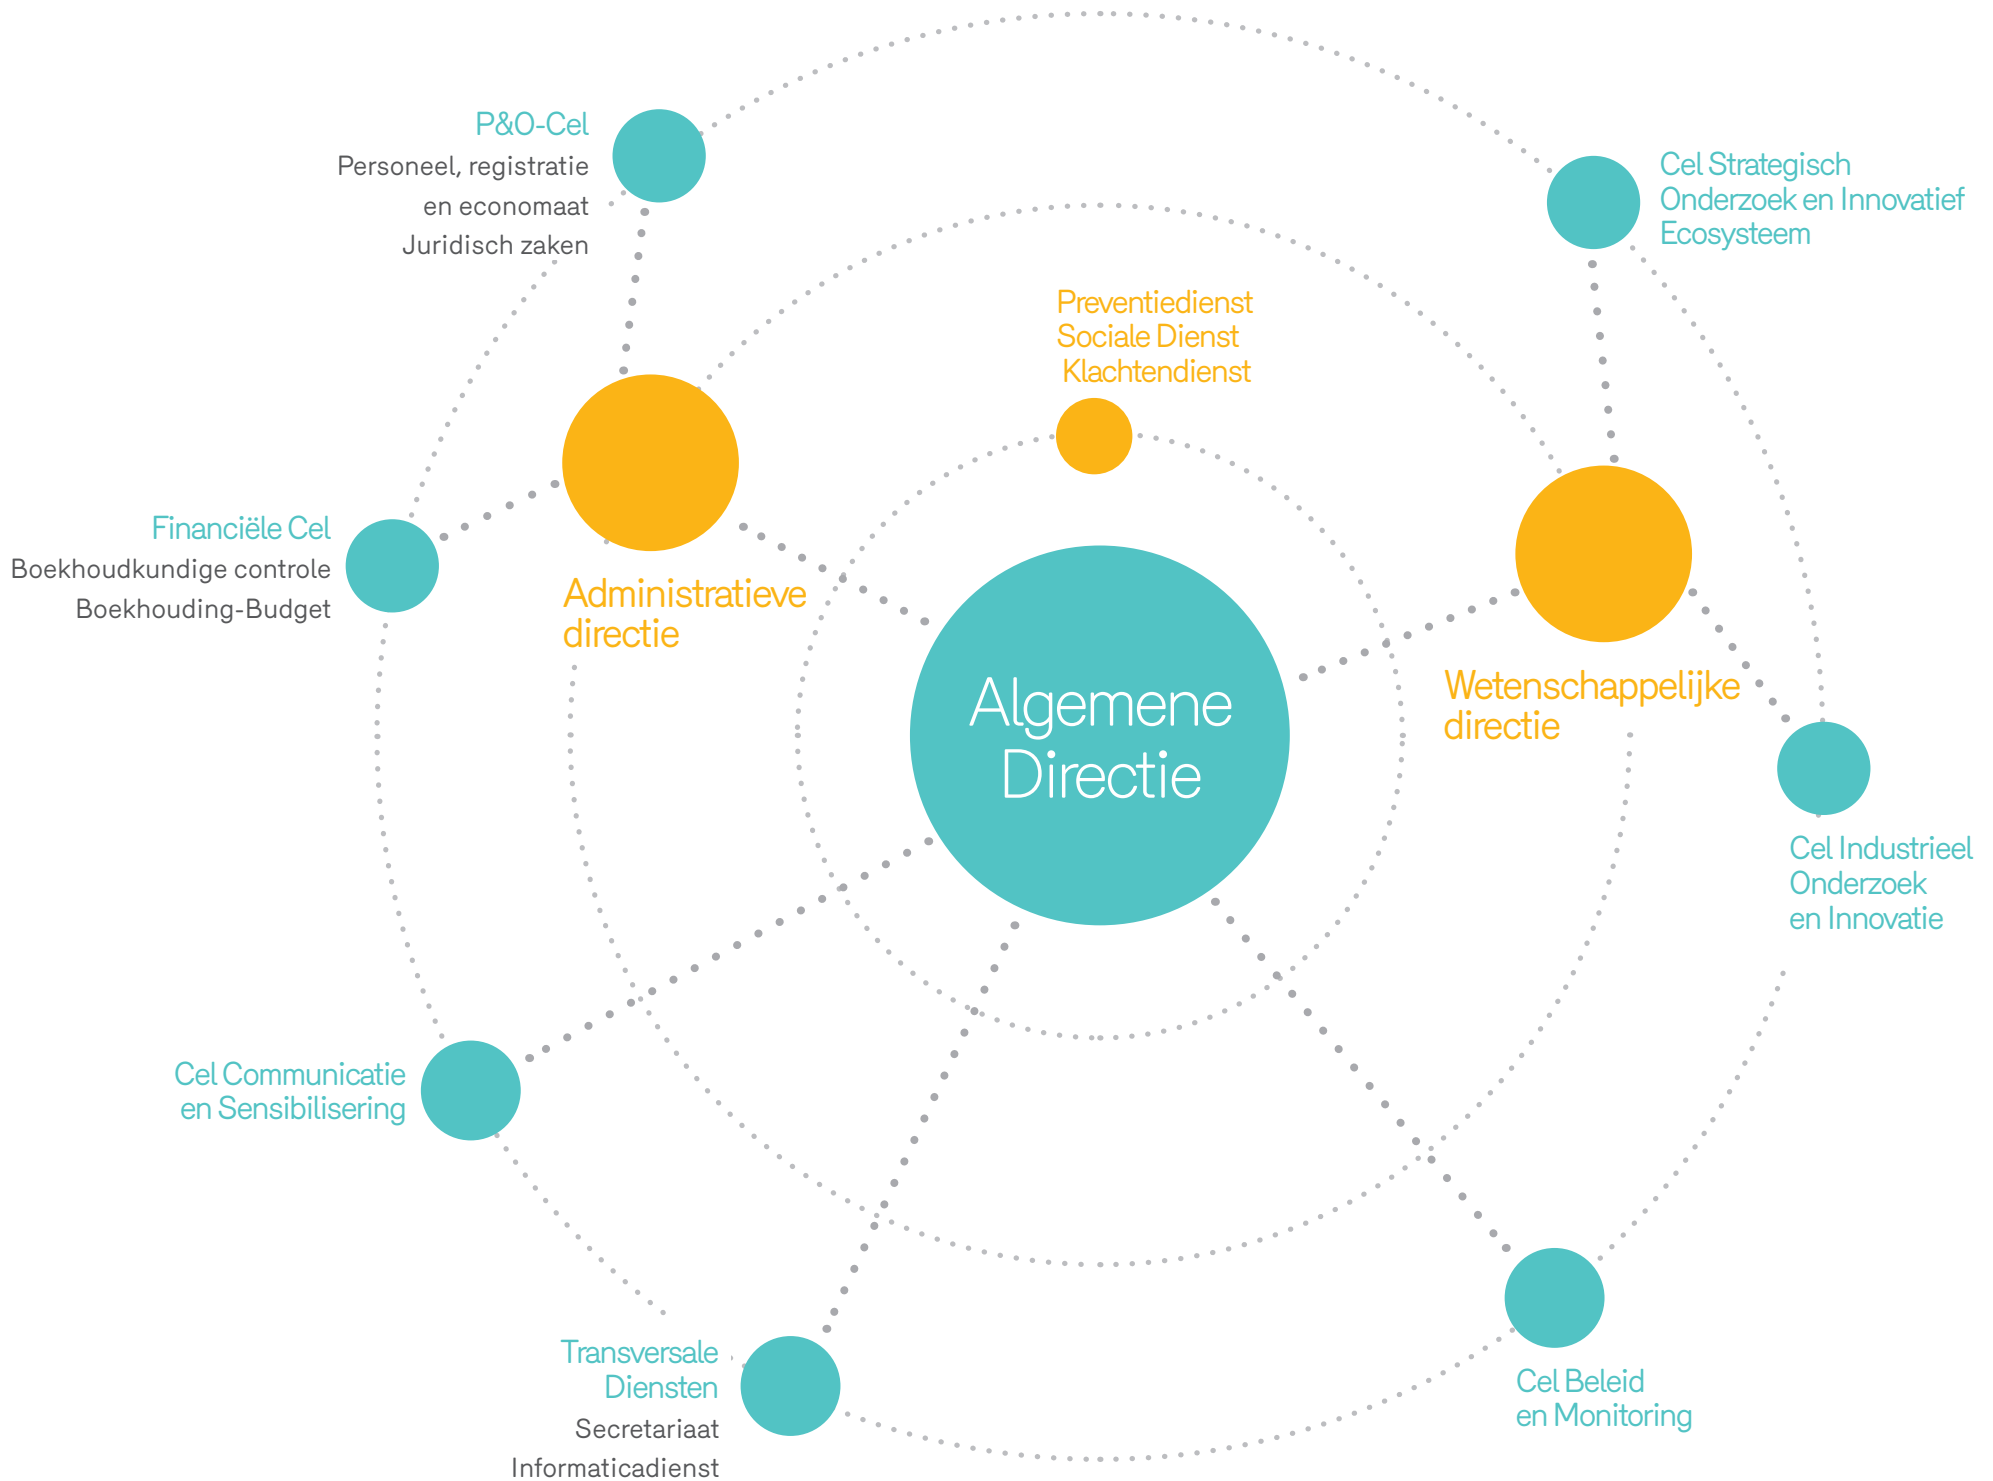 P&O-Cel
Personeel, registratie
en economaat
Juridisch zaken
Cel Strategisch
Onderzoek en Innovatief
Ecosysteem
Preventiedienst
Sociale Dienst
Klachtendienst
Financiële Cel
Boekhoudkundige controle
Boekhouding-Budget
Administratieve
directie
Algemene
Directie
Wetenschappelijke
directie
Cel Industrieel
Onderzoek
en Innovatie
Cel Communicatie
en Sensibilisering
Transversale
Diensten
Secretariaat
Informaticadienst
Cel Beleid
en Monitoring